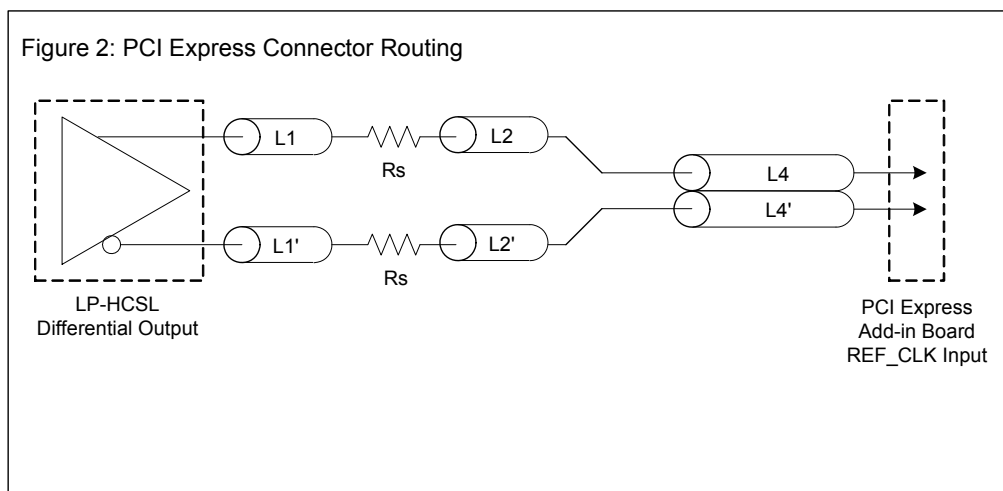 Figure 2: PCI Express Connector Routing
L1
Rs
L2
L4
L4'
L1'
Rs
L2'
LP-HCSL
Differential Output
PCI Express
Add-in Board
REF_CLK Input